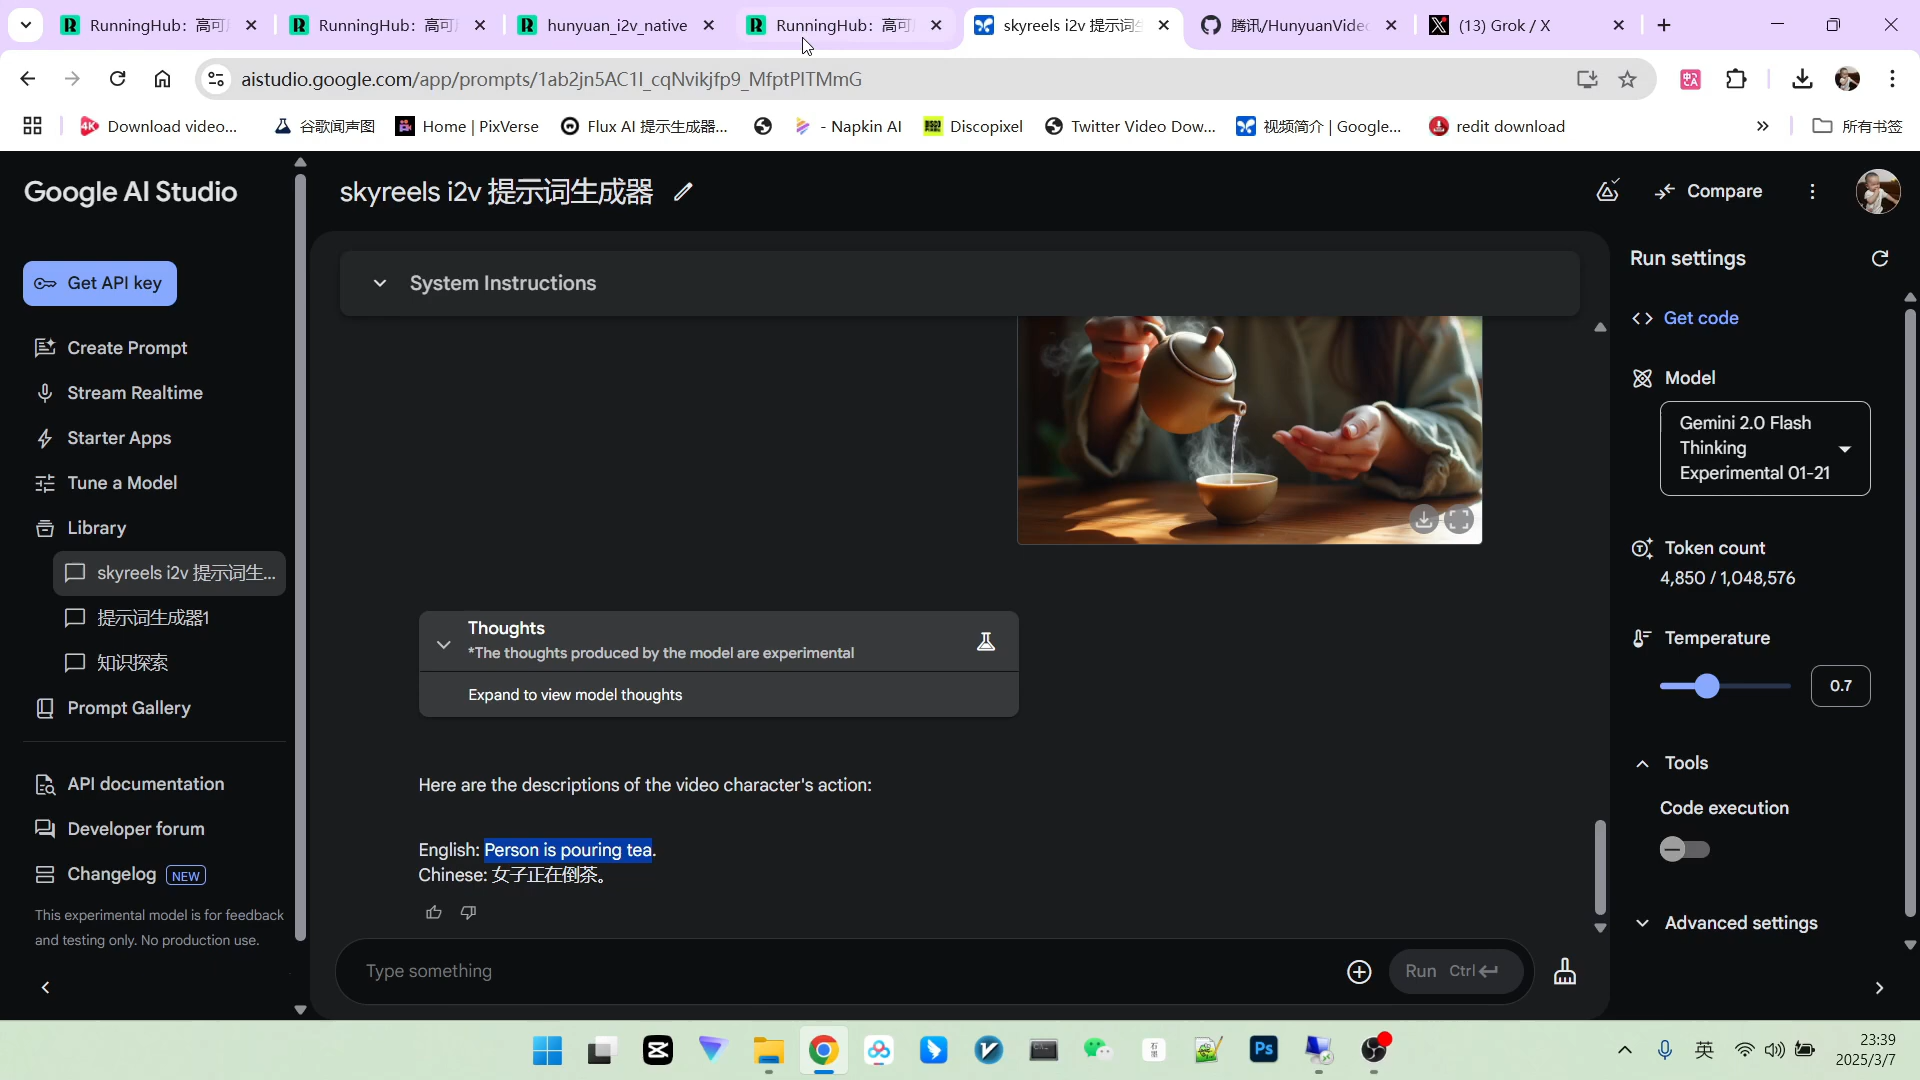 RunningHub: 高可
RunningHub: 高可
hunyuan_i2v_native
RunningHub: 高可
skyreels i2v 提示词生
腾讯/HunyuanVide
(13) Grok / X
aistudio.google.com/app/prompts/1ab2jn5AC1I_cqNvikjfp9_MfptPITMmG
Download video...
谷歌闻声图
Home | PixVerse
Flux AI 提示生成器...
- Napkin AI
Discopixel
Twitter Video Dow...
视频简介 | Google...
redit download
所有书签
Google AI Studio
skyreels i2v 提示词生成器
Compare
Get API key
System Instructions
Run settings
Get code
Create Prompt
Stream Realtime
Starter Apps
Tune a Model
Library
skyreels i2v 提示词生...
提示词生成器1
知识探索
Prompt Gallery
API documentation
Developer forum
Changelog NEW
This experimental model is for feedback
and testing only. No production use.
Model
Gemini 2.0 Flash
Thinking
Experimental 01-21
Token count
4,850 / 1,048,576
Temperature
0.7
Tools
Code execution
Advanced settings
Thoughts
*The thoughts produced by the model are experimental
Expand to view model thoughts
Here are the descriptions of the video character's action:
English: Person is pouring tea.
Chinese: 女子正在倒茶。
Type something
Run Ctrl
Ps
英
23:39
2025/3/7